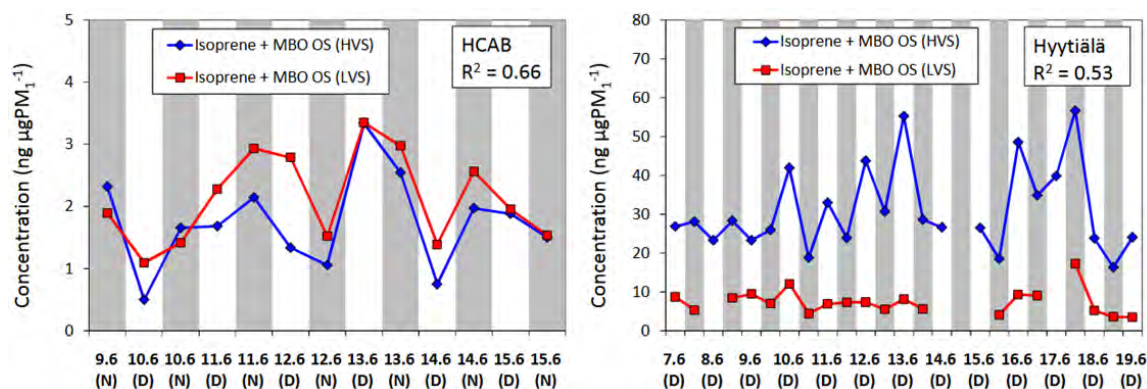 5
4
3
2
1
0
Concentration (ng µgPM₁⁻¹)
Isoprene + MBO OS (HVS)
Isoprene + MBO OS (LVS)
HCAB
R² = 0.66
9.6 10.6 10.6 11.6 11.6 12.6 12.6 13.6 13.6 14.6 14.6 15.6 15.6
(N) (D) (N) (D) (N) (D) (N) (D) (N) (D) (N) (D) (N)
80
70
60
50
40
30
20
10
0
Concentration (ng µgPM₁⁻¹)
Isoprene + MBO OS (HVS)
Isoprene + MBO OS (LVS)
Hyytiälä
R² = 0.53
7.6 8.6 9.6 10.6 11.6 12.6 13.6 14.6 15.6 16.6 17.6 18.6 19.6
(D) (D) (D) (D) (D) (D) (D) (D) (D) (D) (D) (D) (D)